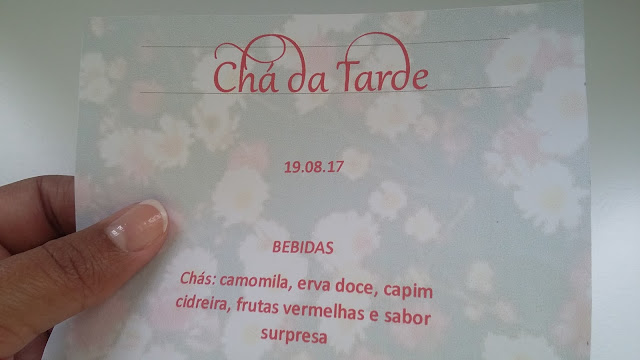 Chá da Tarde
19.08.17
BEBIDAS
Chás: camomila, erva doce, capim
cidreira, frutas vermelhas e sabor
surpresa